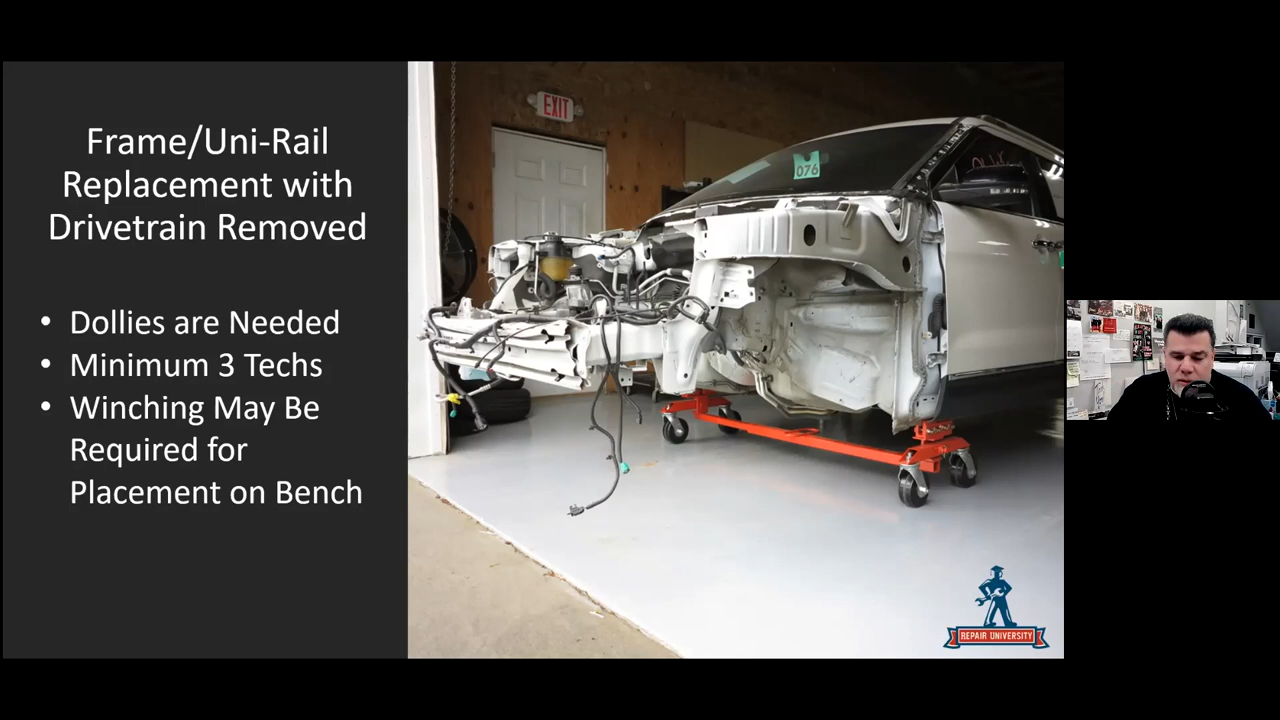 Frame/Uni-Rail
Replacement with
Drivetrain Removed
• Dollies are Needed
• Minimum 3 Techs
• Winching May Be
Required for
Placement on Bench
EXIT
076
REPAIR UNIVERSITY